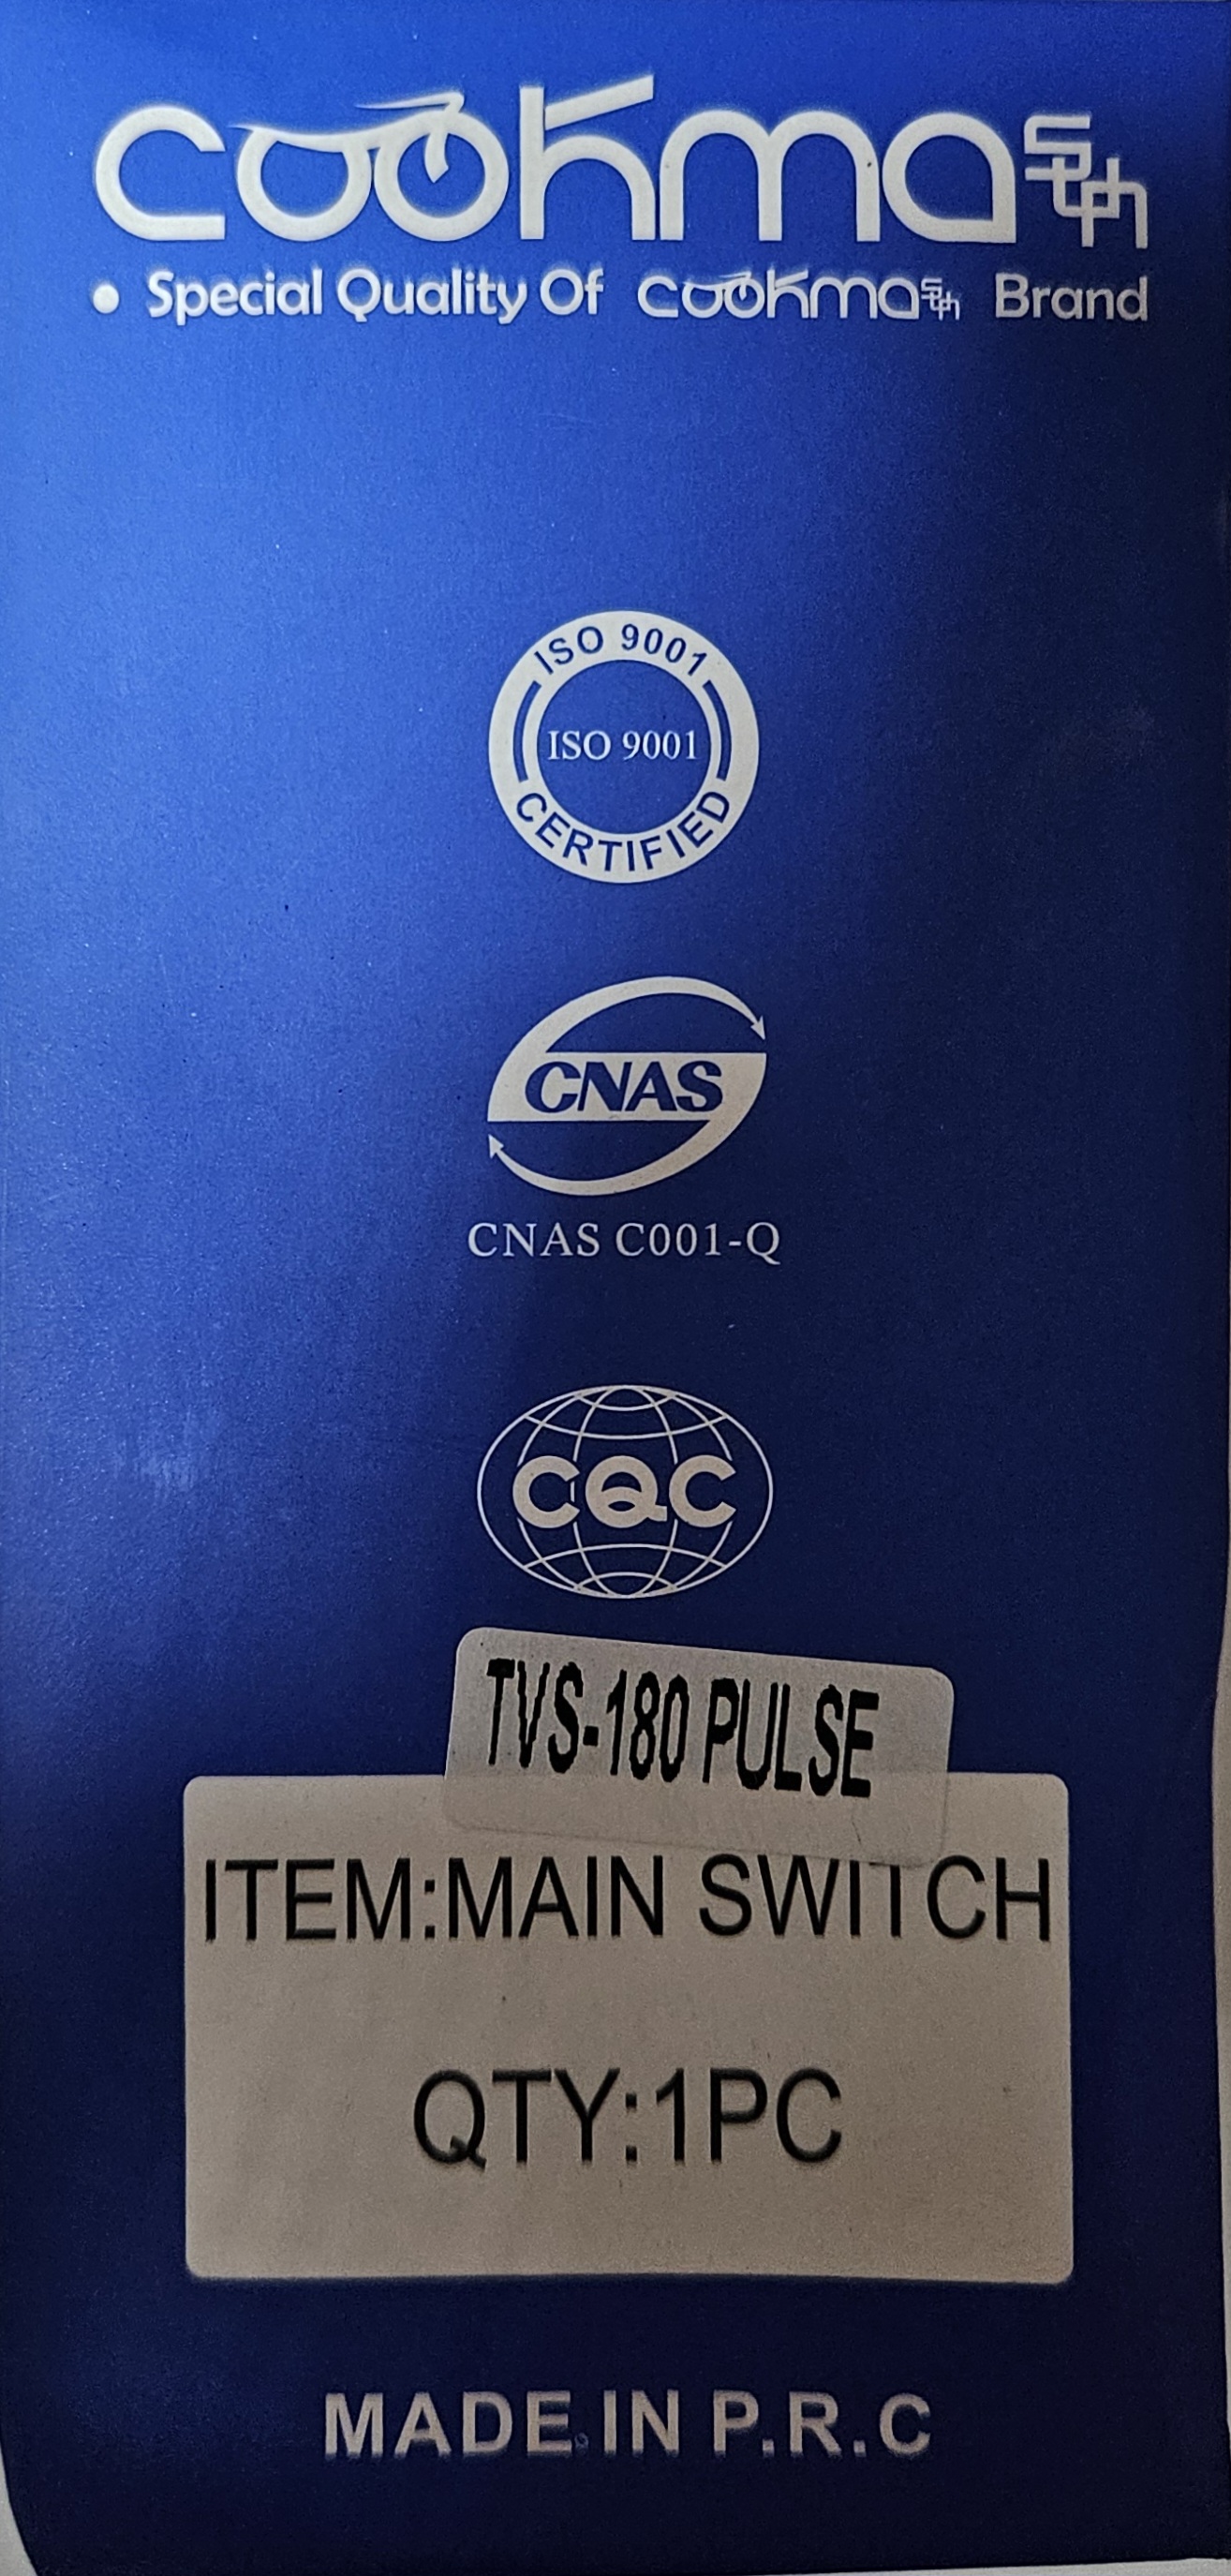 cookma
• Special Quality Of cookma Brand
ISO 9001
ISO 9001
CERTIFIED
CNAS
CNAS C001-Q
CQC
TVS-180 PULSE
ITEM:MAIN SWITCH
QTY:1PC
MADE IN P.R.C